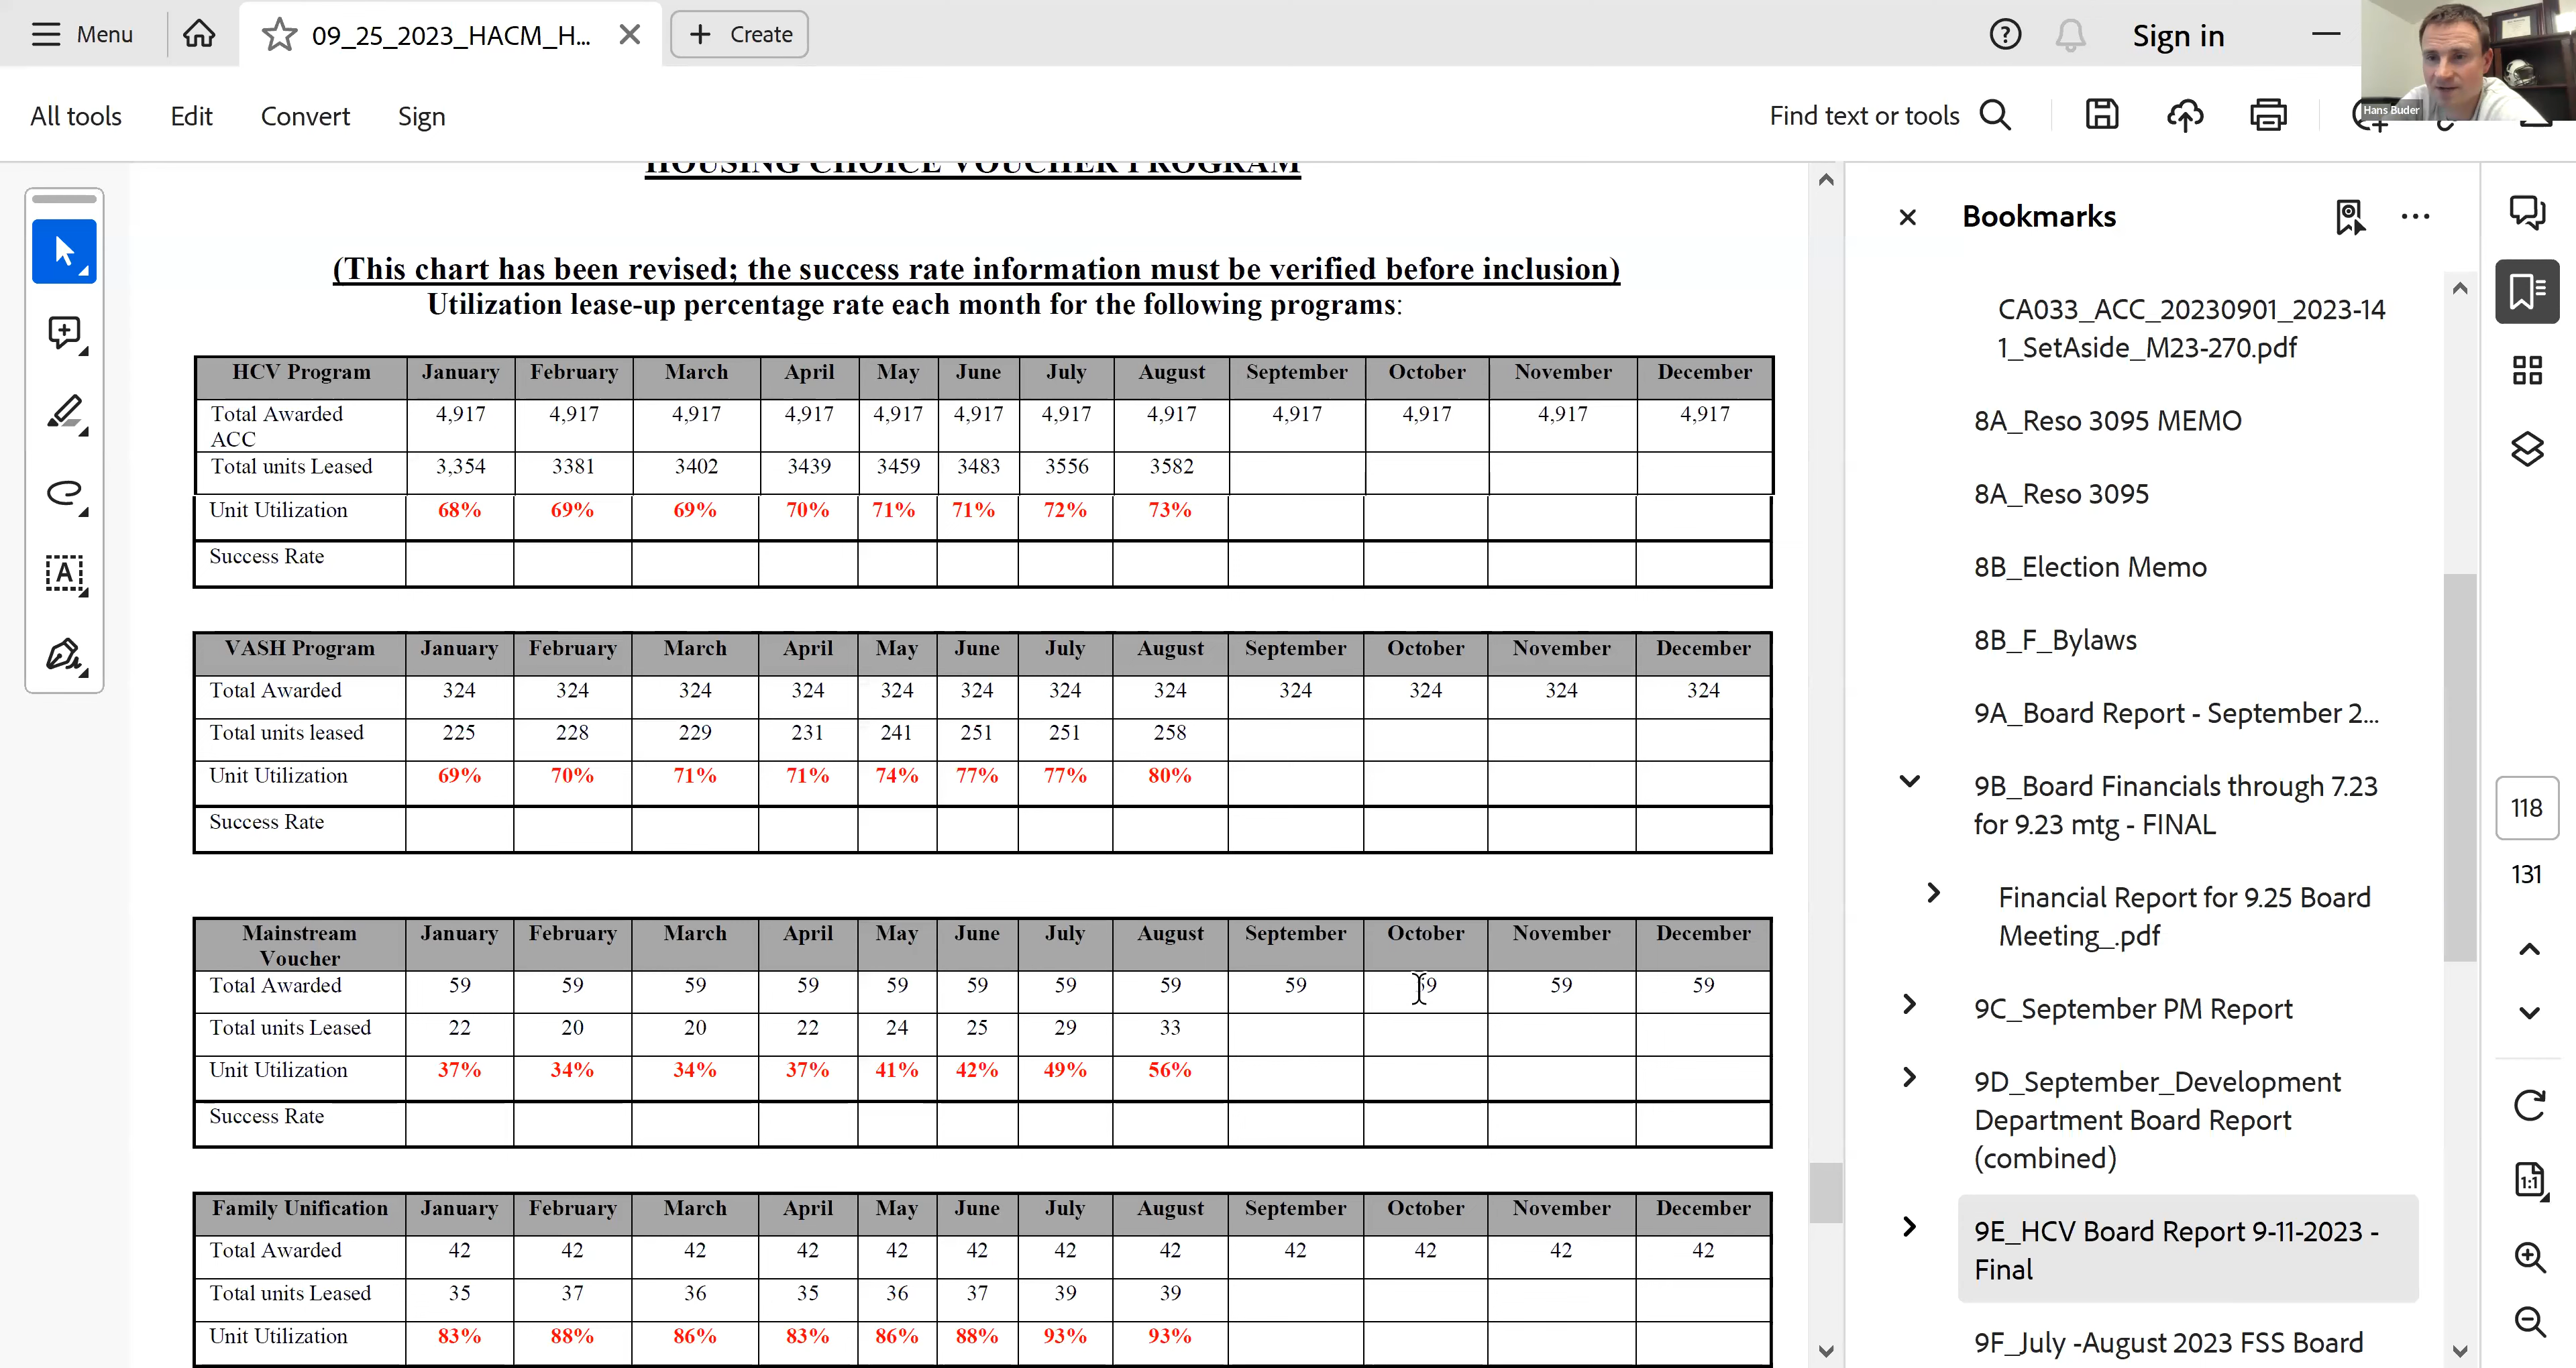 Menu
09_25_2023_HACM_H...
Create
Sign in
Hans Buder
All tools Edit Convert Sign
Find text or tools
HOUSING CHOICE VOUCHER PROGRAM
(This chart has been revised; the success rate information must be verified before inclusion)
Utilization lease-up percentage rate each month for the following programs:
HCV Program January February March April May June July August September October November December
Total Awarded ACC 4,917 4,917 4,917 4,917 4,917 4,917 4,917 4,917 4,917 4,917 4,917 4,917
Total units Leased 3,354 3381 3402 3439 3459 3483 3556 3582
Unit Utilization 68% 69% 69% 70% 71% 71% 72% 73%
Success Rate
VASH Program January February March April May June July August September October November December
Total Awarded 324 324 324 324 324 324 324 324 324 324 324 324
Total units leased 225 228 229 231 241 251 251 258
Unit Utilization 69% 70% 71% 71% 74% 77% 77% 80%
Success Rate
Mainstream Voucher January February March April May June July August September October November December
Total Awarded 59 59 59 59 59 59 59 59 59 59 59 59
Total units Leased 22 20 20 22 24 25 29 33
Unit Utilization 37% 34% 34% 37% 41% 42% 49% 56%
Success Rate
Family Unification January February March April May June July August September October November December
Total Awarded 42 42 42 42 42 42 42 42 42 42 42 42
Total units Leased 35 37 36 35 36 37 39 39
Unit Utilization 83% 88% 86% 83% 86% 88% 93% 93%
Bookmarks
CA033_ACC_20230901_2023-14
1_SetAside_M23-270.pdf
8A_Reso 3095 MEMO
8A_Reso 3095
8B_Election Memo
8B_F_Bylaws
9A_Board Report - September 2...
9B_Board Financials through 7.23
for 9.23 mtg - FINAL
Financial Report for 9.25 Board
Meeting_.pdf
9C_September PM Report
9D_September_Development
Department Board Report
(combined)
9E_HCV Board Report 9-11-2023 -
Final
9F_July -August 2023 FSS Board
118
131
1:1